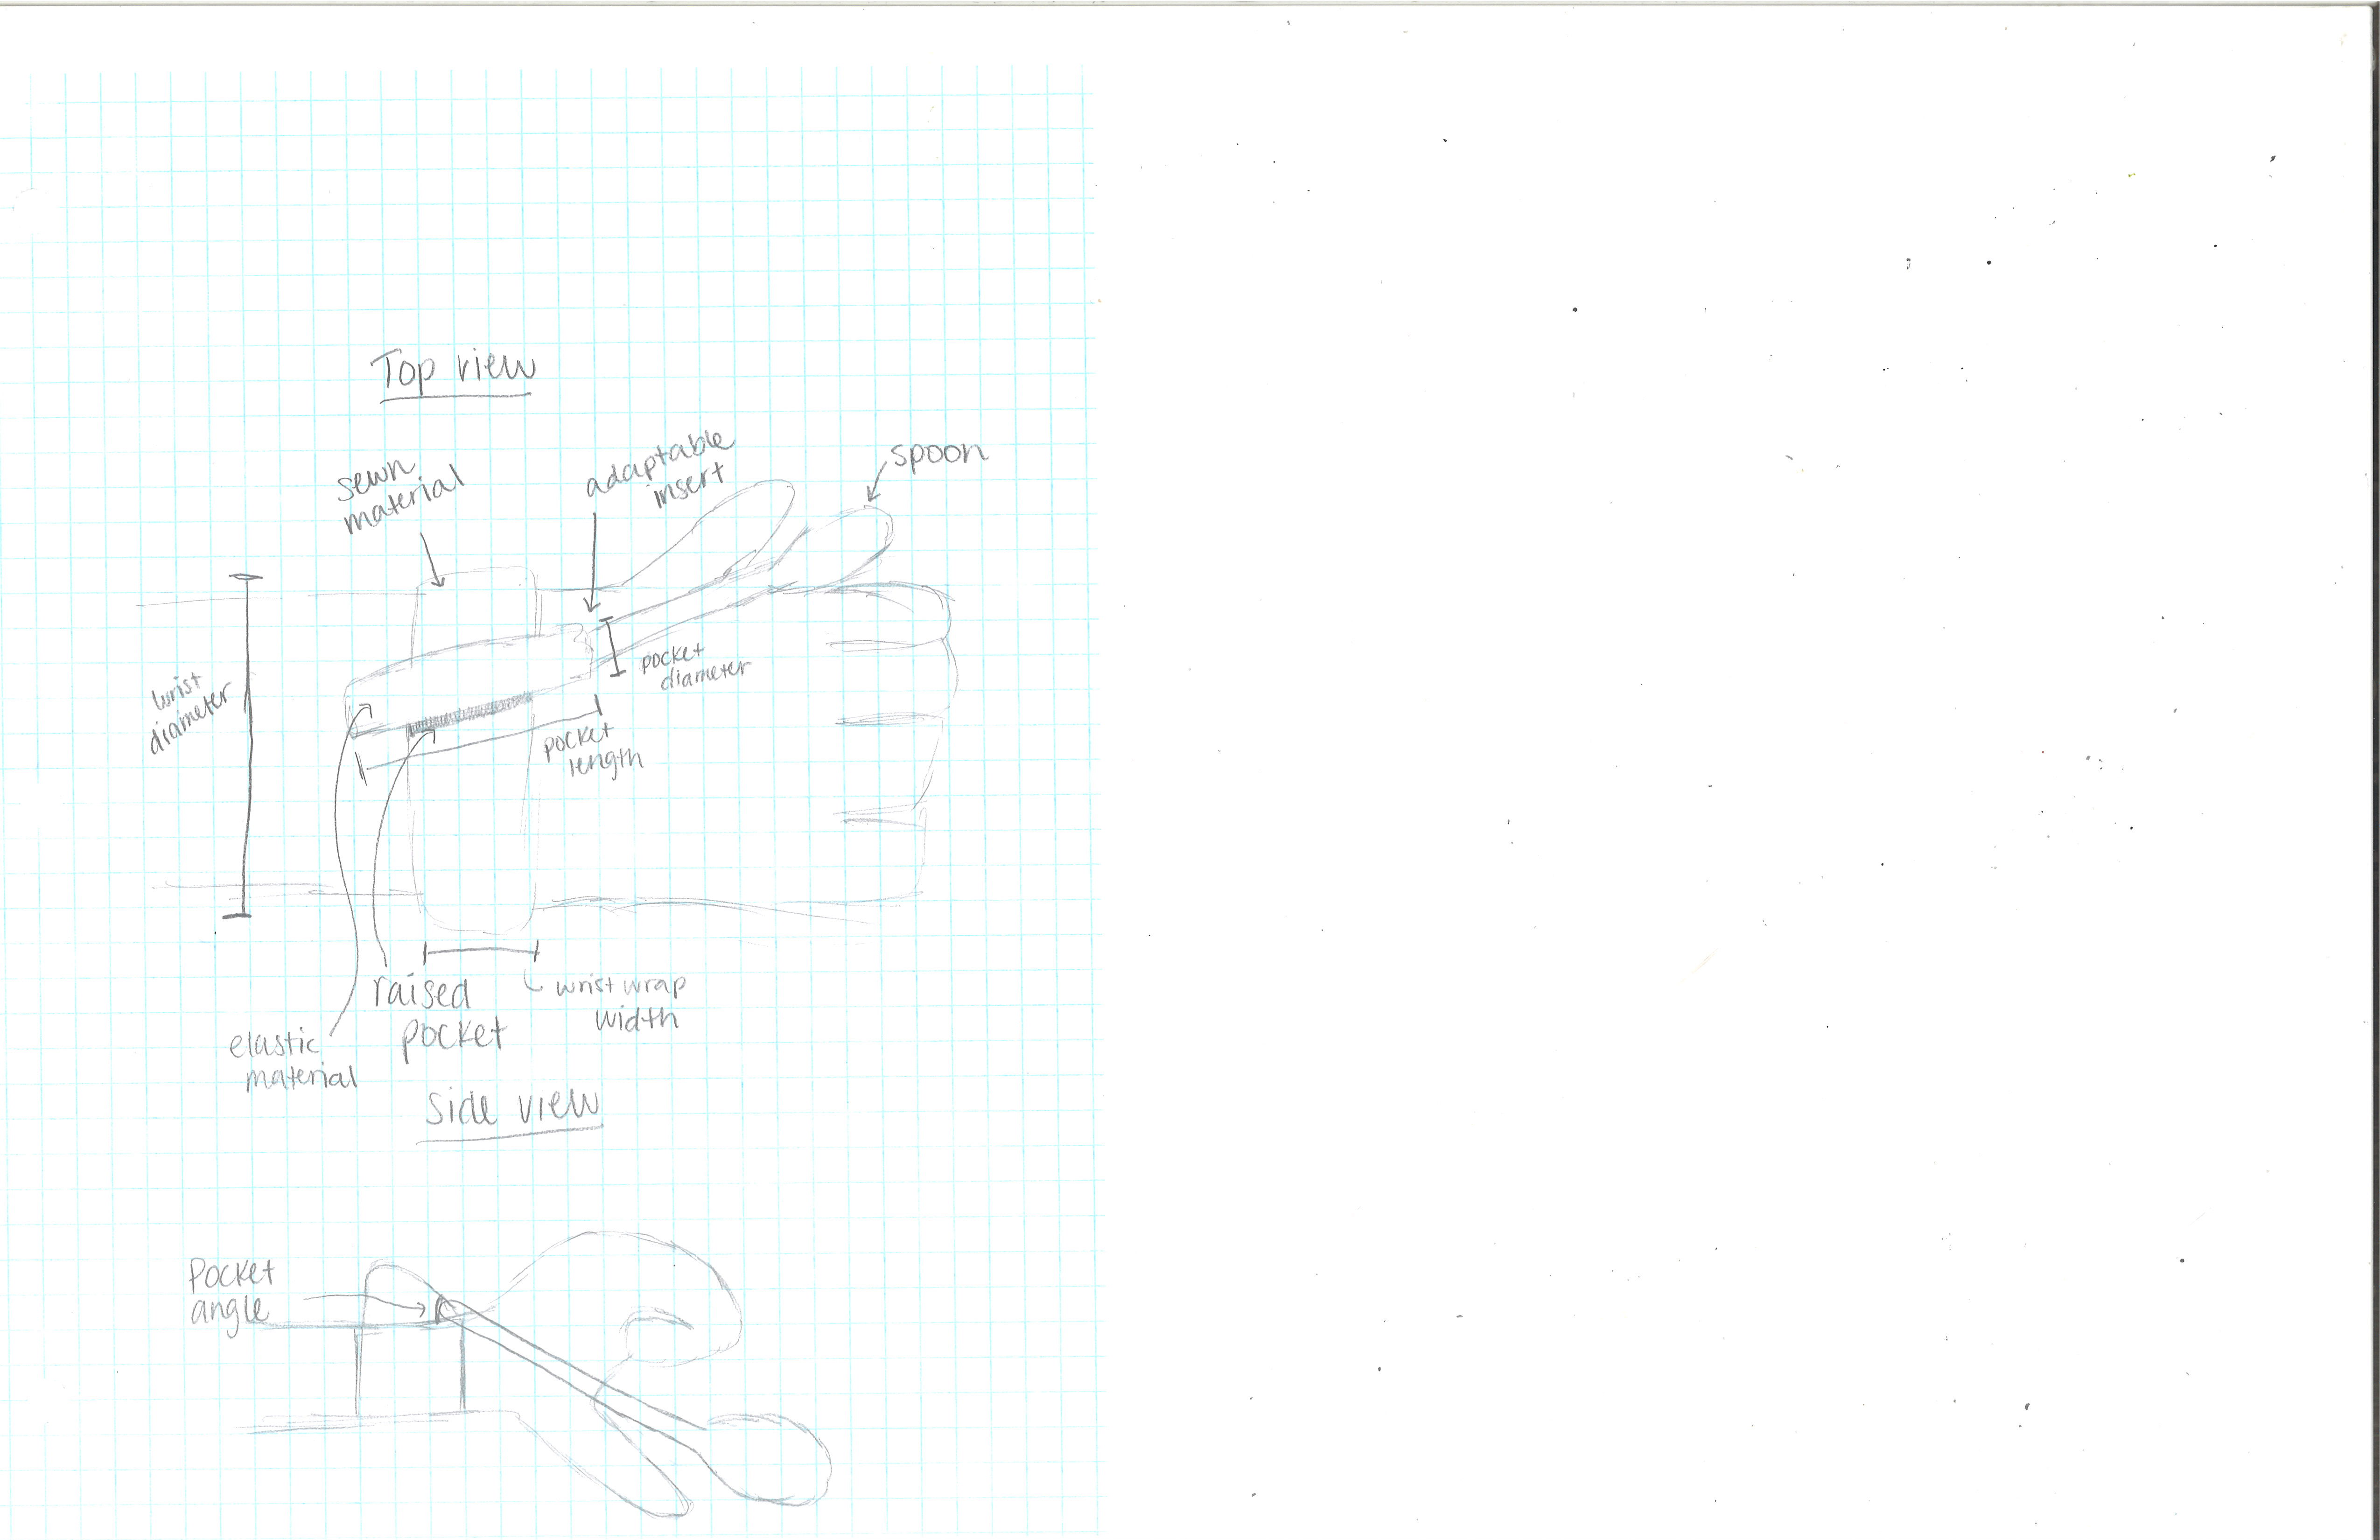 Top view
sewn
material
adaptable
insert
spoon
wrist
diameter
pocket
diameter
pocket
length
raised
pocket
wrist wrap
width
elastic
material
Side view
Pocket
angle